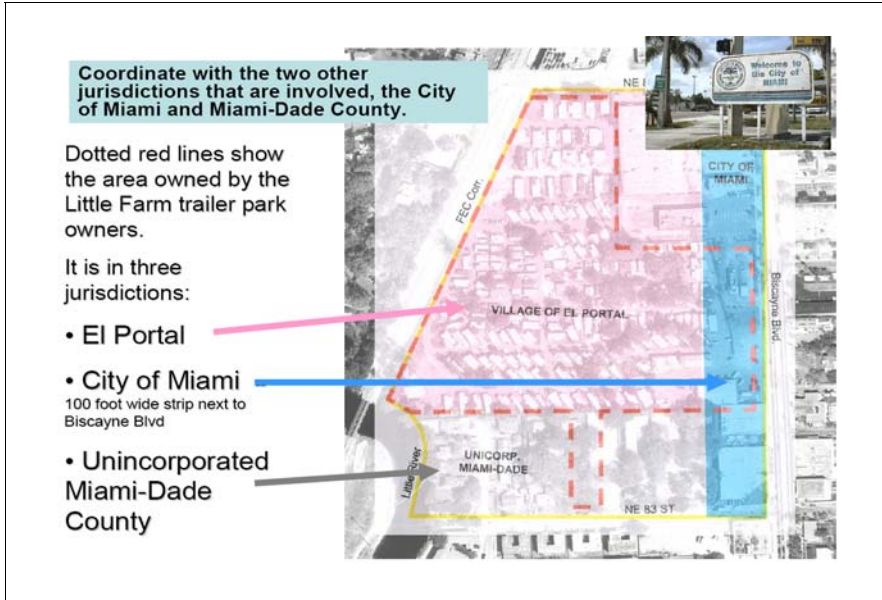 Coordinate with the two other
jurisdictions that are involved, the City
of Miami and Miami-Dade County.
Dotted red lines show
the area owned by the
Little Farm trailer park
owners.
It is in three
jurisdictions:
• El Portal
• City of Miami
100 foot wide strip next to
Biscayne Blvd
• Unincorporated
Miami-Dade
County
NE
Welcome to
the City of
MIAMI
CITY OF
MIAMI
FEC Corr.
VILLAGE OF EL PORTAL
Biscayne Blvd.
UNICORP.
MIAMI-DADE
Little River
NE 83 ST